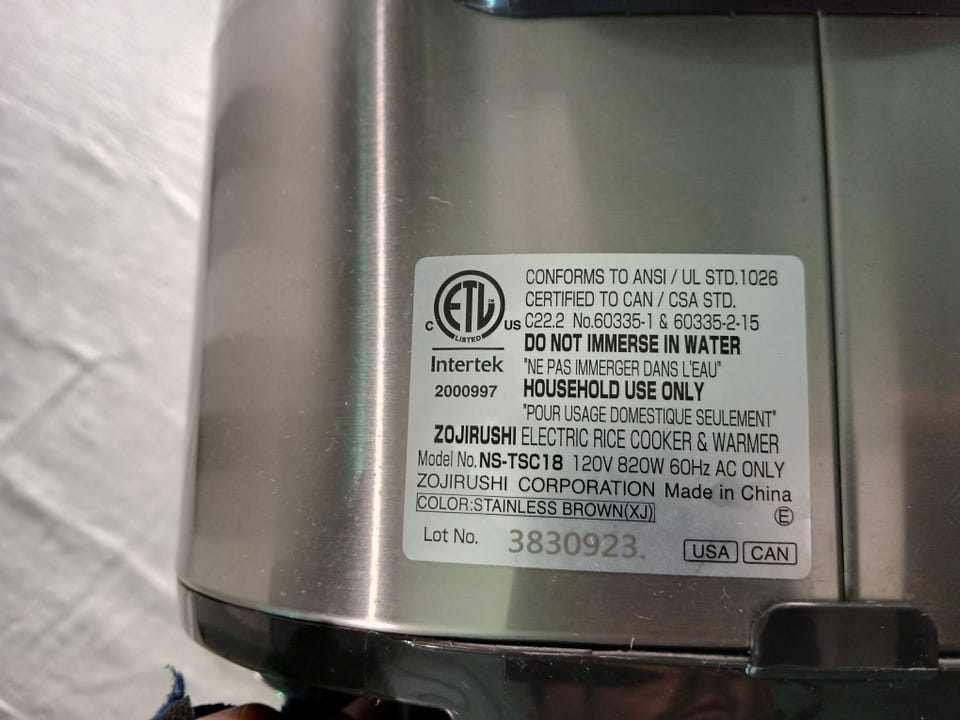 CONFORMS TO ANSI / UL STD.1026
CERTIFIED TO CAN / CSA STD.
C22.2 No.60335-1 & 60335-2-15
DO NOT IMMERSE IN WATER
"NE PAS IMMERGER DANS L'EAU"
HOUSEHOLD USE ONLY
"POUR USAGE DOMESTIQUE SEULEMENT"
ETL
LISTED
C US
Intertek
2000997
ZOJIRUSHI ELECTRIC RICE COOKER & WARMER
Model No. NS-TSC18 120V 820W 60Hz AC ONLY
ZOJIRUSHI CORPORATION Made in China
COLOR:STAINLESS BROWN(XJ) E
Lot No. 3830923. USA CAN